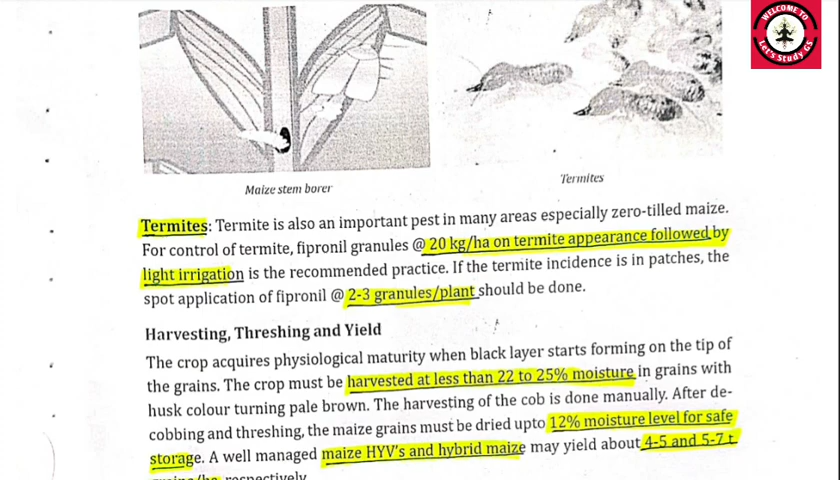 WELCOME TO
Let's Study GS
Maize stem borer
Termites
Termites: Termite is also an important pest in many areas especially zero-tilled maize.
For control of termite, fipronil granules @ 20 kg/ha on termite appearance followed by
light irrigation is the recommended practice. If the termite incidence is in patches, the
spot application of fipronil @ 2-3 granules/plant should be done.
Harvesting, Threshing and Yield
The crop acquires physiological maturity when black layer starts forming on the tip of
the grains. The crop must be harvested at less than 22 to 25% moisture in grains with
husk colour turning pale brown. The harvesting of the cob is done manually. After de-
cobbing and threshing, the maize grains must be dried upto 12% moisture level for safe
storage. A well managed maize HYV's and hybrid maize may yield about 4-5 and 5-7 t
grains/ha respectively